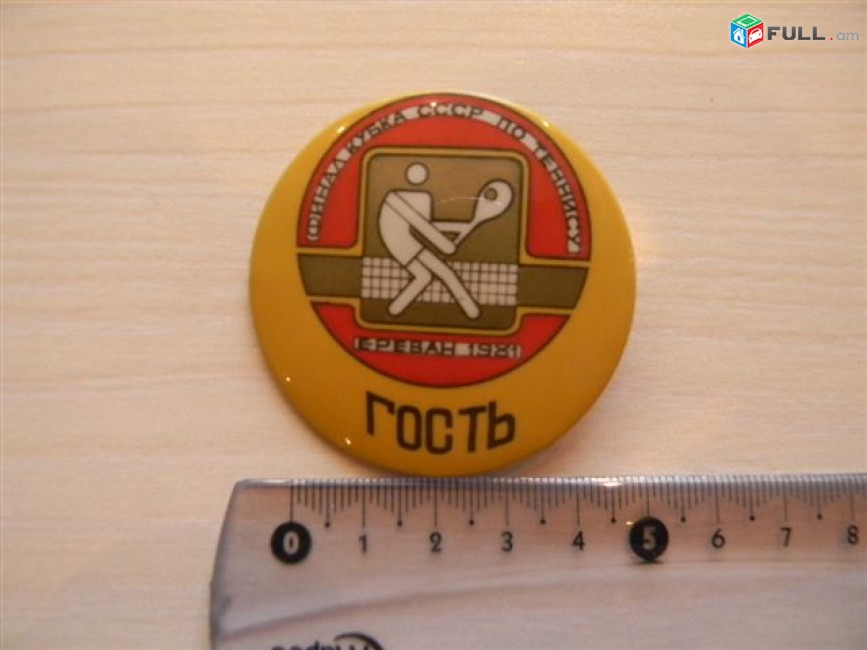 FULL.am
ФИНАЛ КУБКА СССР ПО ТЕННИСУ
ЕРЕВАН 1981
ГОСТЬ
0 1 2 3 4 5 6 7 8